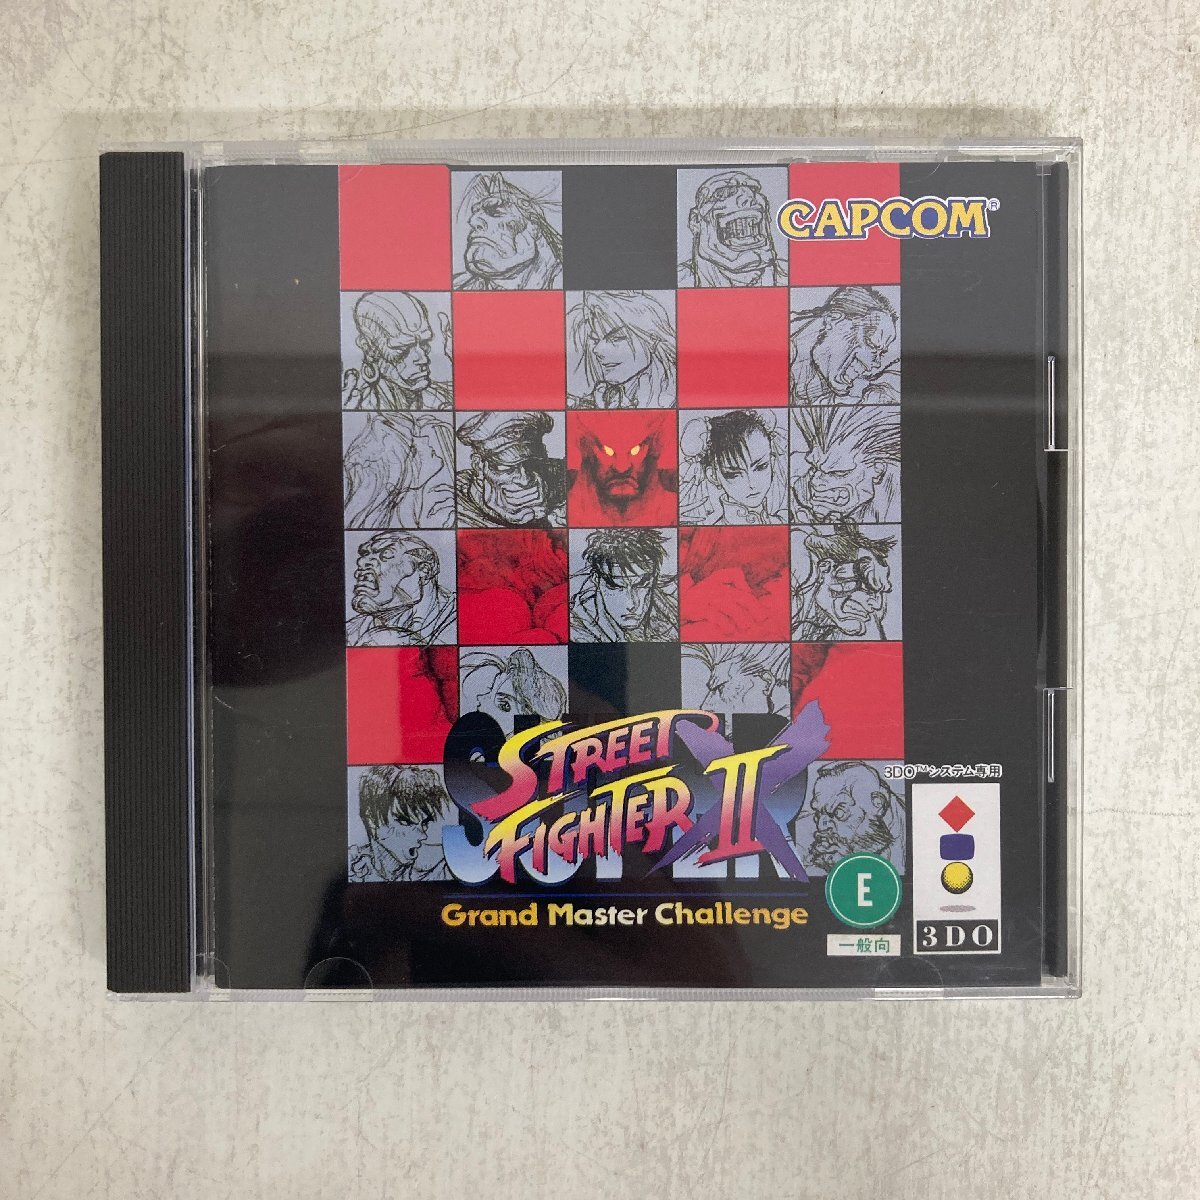 CAPCOM®
SUPER
STREET
FIGHTER II X
Grand Master Challenge
3DO™システム専用
E
一般向
3DO